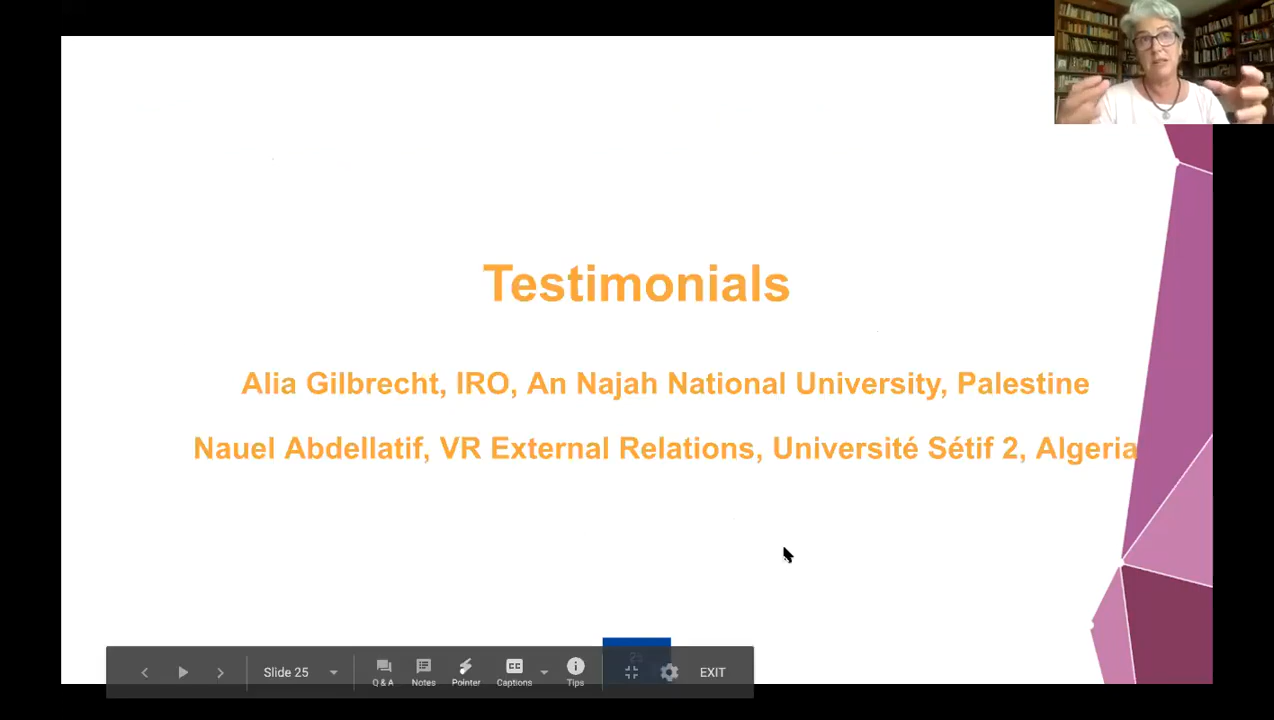 Testimonials
Alia Gilbrecht, IRO, An Najah National University, Palestine
Nauel Abdellatif, VR External Relations, Université Sétif 2, Algeria
Slide 25
Q & A
Notes
Pointer
CC
Captions
Tips
EXIT